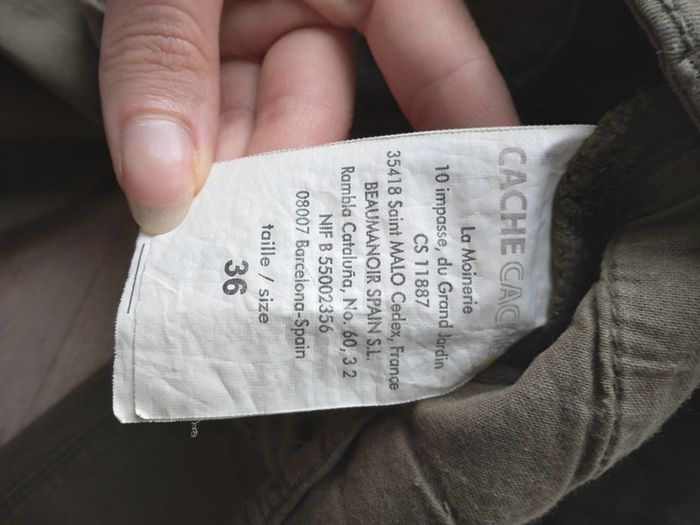 CACHE CAC
La Moinerie
10 impasse, du Grand Jardin
CS 11887
35418 Saint MALO Cedex, France
BEAUMANOIR SPAIN S.L.
Rambla Cataluña, No. 60, 3 2
NIF B 55002356
08007 Barcelona-Spain
taille / size
36